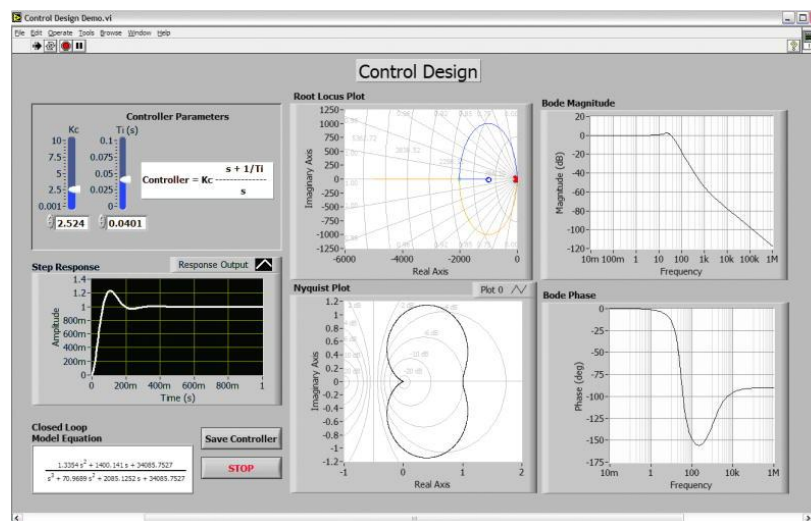 Control Design Demo.vi
File Edit Operate Tools Browse Window Help
Control Design
Controller Parameters
Kc
Ti (s)
10
7.5
5
2.5
0.001
0.1
0.075
0.05
0.025
0
Controller = Kc
s + 1/Ti
s
2.524
0.0401
Step Response
Response Output
1.4
1.2
1
800m
600m
400m
200m
0
Amplitude
0 200m 400m 600m 800m 1
Time (s)
Closed Loop
Model Equation
1.3354 s² + 1400.141 s + 34085.7527
s³ + 70.9689 s² + 2085.1252 s + 34085.7527
Save Controller
STOP
Root Locus Plot
1250
1000
750
500
250
0
-250
-500
-750
-1000
-1250
Imaginary Axis
-6000 -4000 -2000 0
Real Axis
Nyquist Plot
Plot 0
1.2
1
0.8
0.6
0.4
0.2
0
-0.2
-0.4
-0.6
-0.8
-1
-1.2
Imaginary Axis
-1 0 1 2
Real Axis
Bode Magnitude
20
0
-20
-40
-60
-80
-100
-120
Magnitude (dB)
10m 100m 1 10 100 1k 10k 100k 1M
Frequency
Bode Phase
0
-25
-50
-75
-100
-125
-150
-175
Phase (deg)
10m 1 100 10k 1M
Frequency